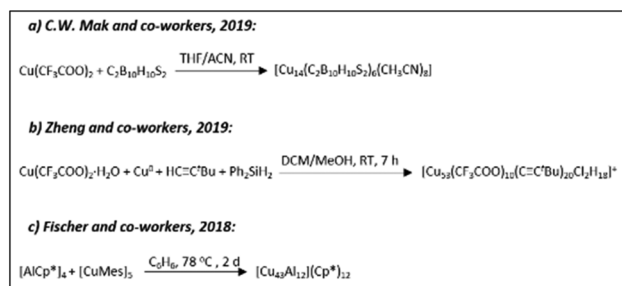 a) C.W. Mak and co-workers, 2019:
THF/ACN, RT
Cu(CF₃COO)₂ + C₂B₁₀H₁₀S₂ → [Cu₁₄(C₂B₁₀H₁₀S₂)₆(CH₃CN)₈]
b) Zheng and co-workers, 2019:
DCM/MeOH, RT, 7 h
Cu(CF₃COO)₂·H₂O + Cu⁰ + HC≡CᵗBu + Ph₂SiH₂ → [Cu₅₃(CF₃COO)₁₀(C≡CᵗBu)₂₀Cl₂H₁₈]⁺
c) Fischer and co-workers, 2018:
C₆H₆, 78 °C, 2 d
[AlCp*]₄ + [CuMes]₅ → [Cu₄₃Al₁₂](Cp*)₁₂